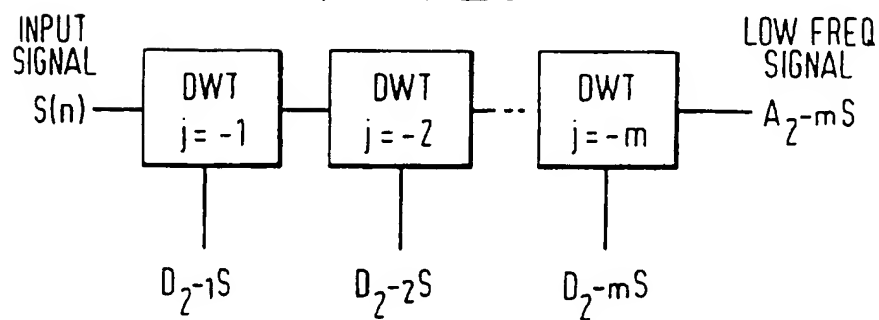 INPUT SIGNAL
S(n)
DWT
j = -1
DWT
j = -2
DWT
j = -m
LOW FREQ SIGNAL
A2-mS
D2-1S
D2-2S
D2-mS